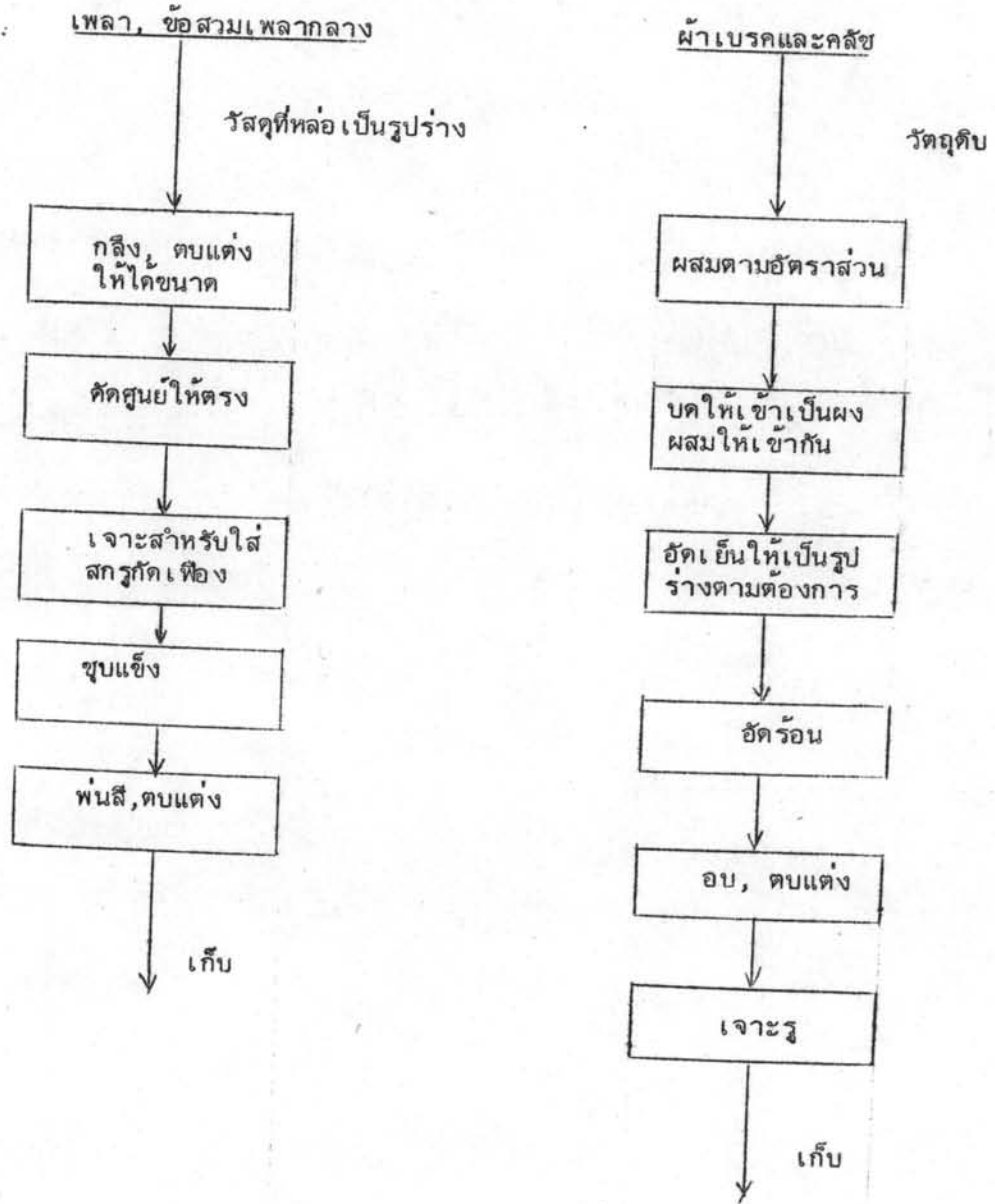 เพลา, ข้อสวมเพลากลาง
วัสดุที่หล่อเป็นรูปร่าง
กลึง, ตบแต่ง
ให้ได้ขนาด
ดัดศูนย์ให้ตรง
เจาะสำหรับใส่
สกรูกัดเฟือง
ชุบแข็ง
พ่นสี,ตบแต่ง
เก็บ
ผ้าเบรคและคลัช
วัตถุดิบ
ผสมตามอัตราส่วน
บดให้เข้าเป็นผง
ผสมให้เข้ากัน
อัดเย็นให้เป็นรูป
ร่างตามต้องการ
อัดร้อน
อบ, ตบแต่ง
เจาะรู
เก็บ